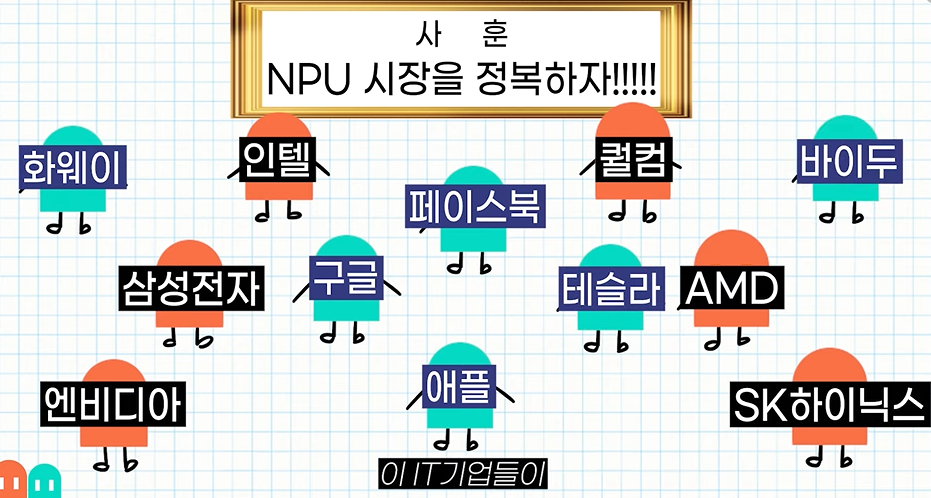 사 훈
NPU 시장을 정복하자!!!!!
화웨이
인텔
퀄컴
바이두
페이스북
삼성전자
구글
테슬라
AMD
엔비디아
애플
SK하이닉스
이 IT기업들이